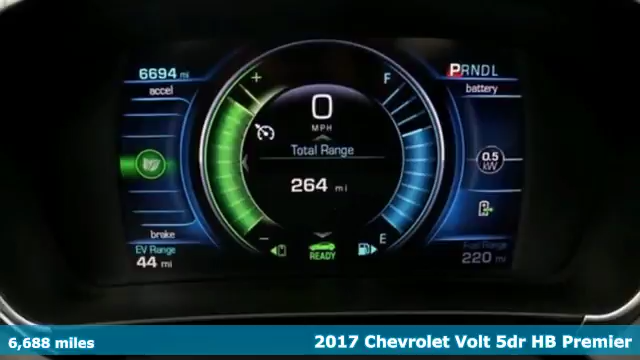 6694 mi
PRNDL
accel
+
F
battery
0
MPH
Total Range
264 mi
0.5
kW
brake
−
E
EV Range
44 mi
READY
Fuel Range
220 mi
6,688 miles
2017 Chevrolet Volt 5dr HB Premier